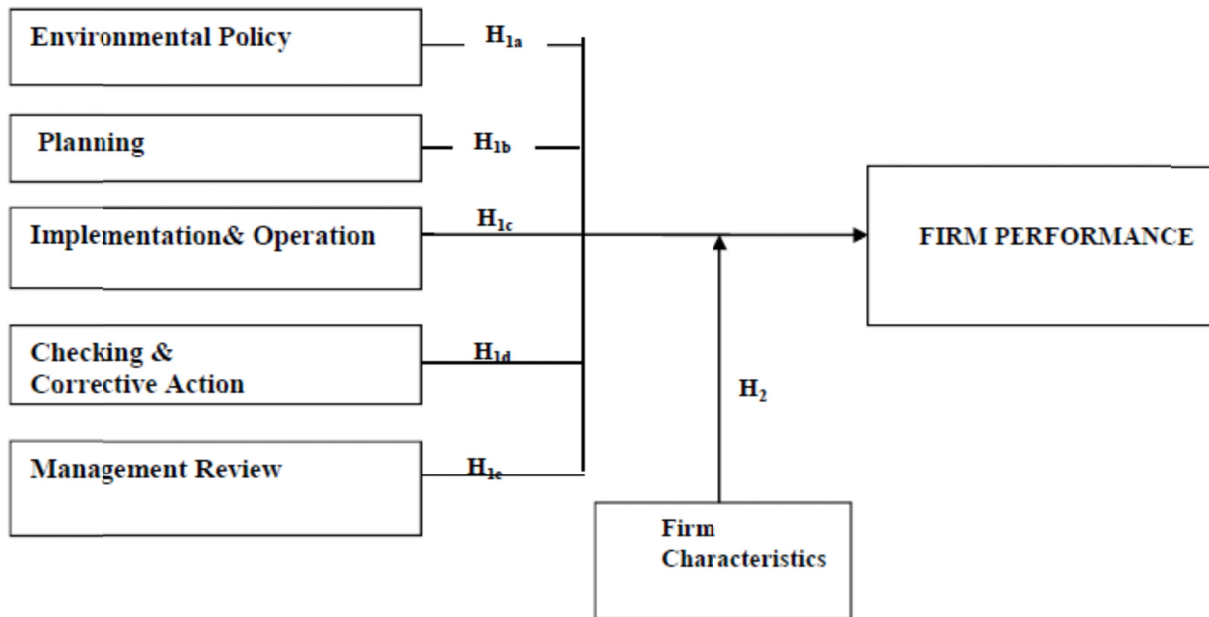 Environmental Policy
H1a
Planning
H1b
Implementation& Operation
H1c
FIRM PERFORMANCE
Checking &
Corrective Action
H1d
H2
Management Review
H1e
Firm
Characteristics